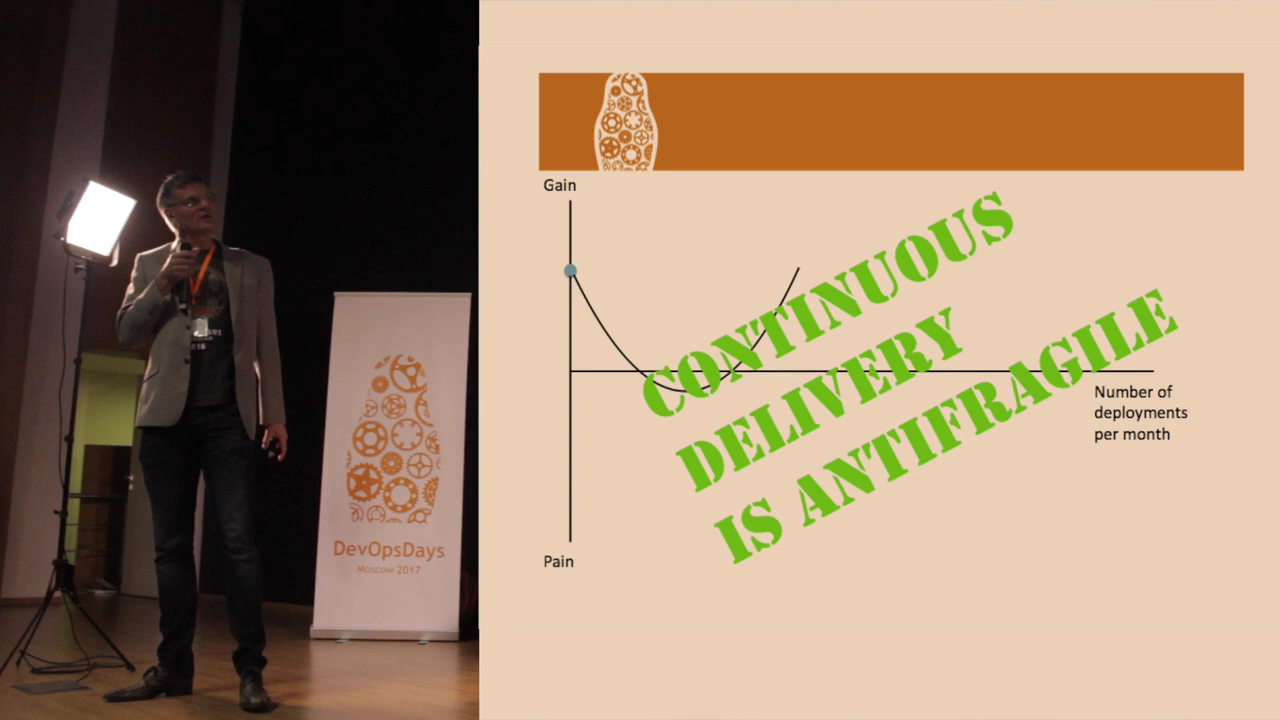 DevOpsDays
Moscow 2017
Gain
CONTINUOUS
DELIVERY
IS ANTIFRAGILE
Number of
deployments
per month
Pain